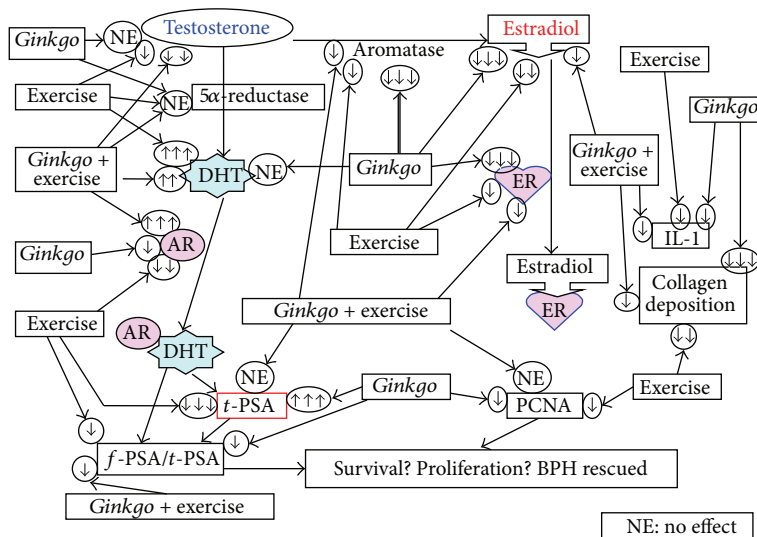 Testosterone
Estradiol
Ginkgo
NE
↓
↓↓
↓
Aromatase
↓
↓↓↓
↓↓↓
↓↓
↓
Exercise
Exercise
NE
5α-reductase
Ginkgo
↑↑↑
Ginkgo +
exercise
↑↑
DHT
NE
Ginkgo
↓↓↓
ER
↓
↓
Ginkgo +
exercise
↓
↓
↓
IL-1
↑↑↑
Ginkgo
↓
AR
↓↓
Exercise
Estradiol
ER
↓↓↓
Collagen
deposition
↓
↓↓
Exercise
AR
DHT
Ginkgo + exercise
NE
NE
Ginkgo
Exercise
↓↓↓
t-PSA
↑↑↑
↓
PCNA
↓
↓
↓
f-PSA/t-PSA
↓
Survival? Proliferation? BPH rescued
Ginkgo + exercise
NE: no effect